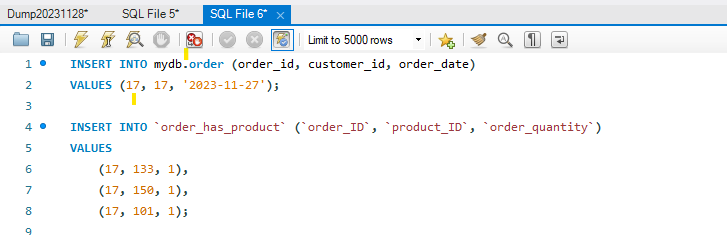 Dump20231128* SQL File 5* SQL File 6* ×
Limit to 5000 rows
1 INSERT INTO mydb.order (order_id, customer_id, order_date)
2 VALUES (17, 17, '2023-11-27');
3
4 INSERT INTO `order_has_product` (`order_ID`, `product_ID`, `order_quantity`)
5 VALUES
6 (17, 133, 1),
7 (17, 150, 1),
8 (17, 101, 1);
9